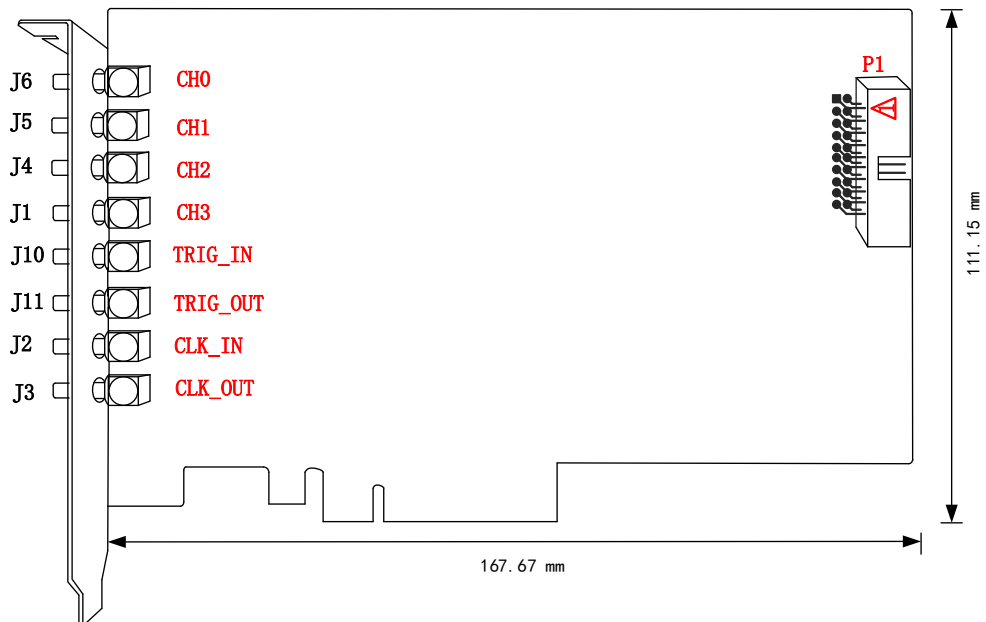 P1
J6 CH0
J5 CH1
J4 CH2
J1 CH3
J10 TRIG_IN
J11 TRIG_OUT
J2 CLK_IN
J3 CLK_OUT
111.15 mm
167.67 mm